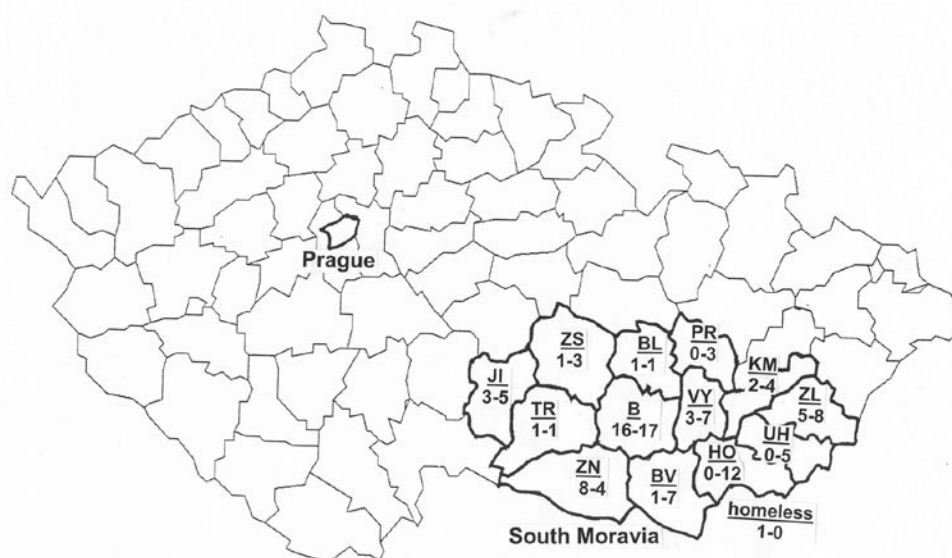 Prague
ZS
1-3
BL
1-1
PR
0-3
JI
3-5
KM
2-4
TR
1-1
B
16-17
VY
3-7
ZL
5-8
UH
0-5
HO
0-12
ZN
8-4
BV
1-7
homeless
1-0
South Moravia